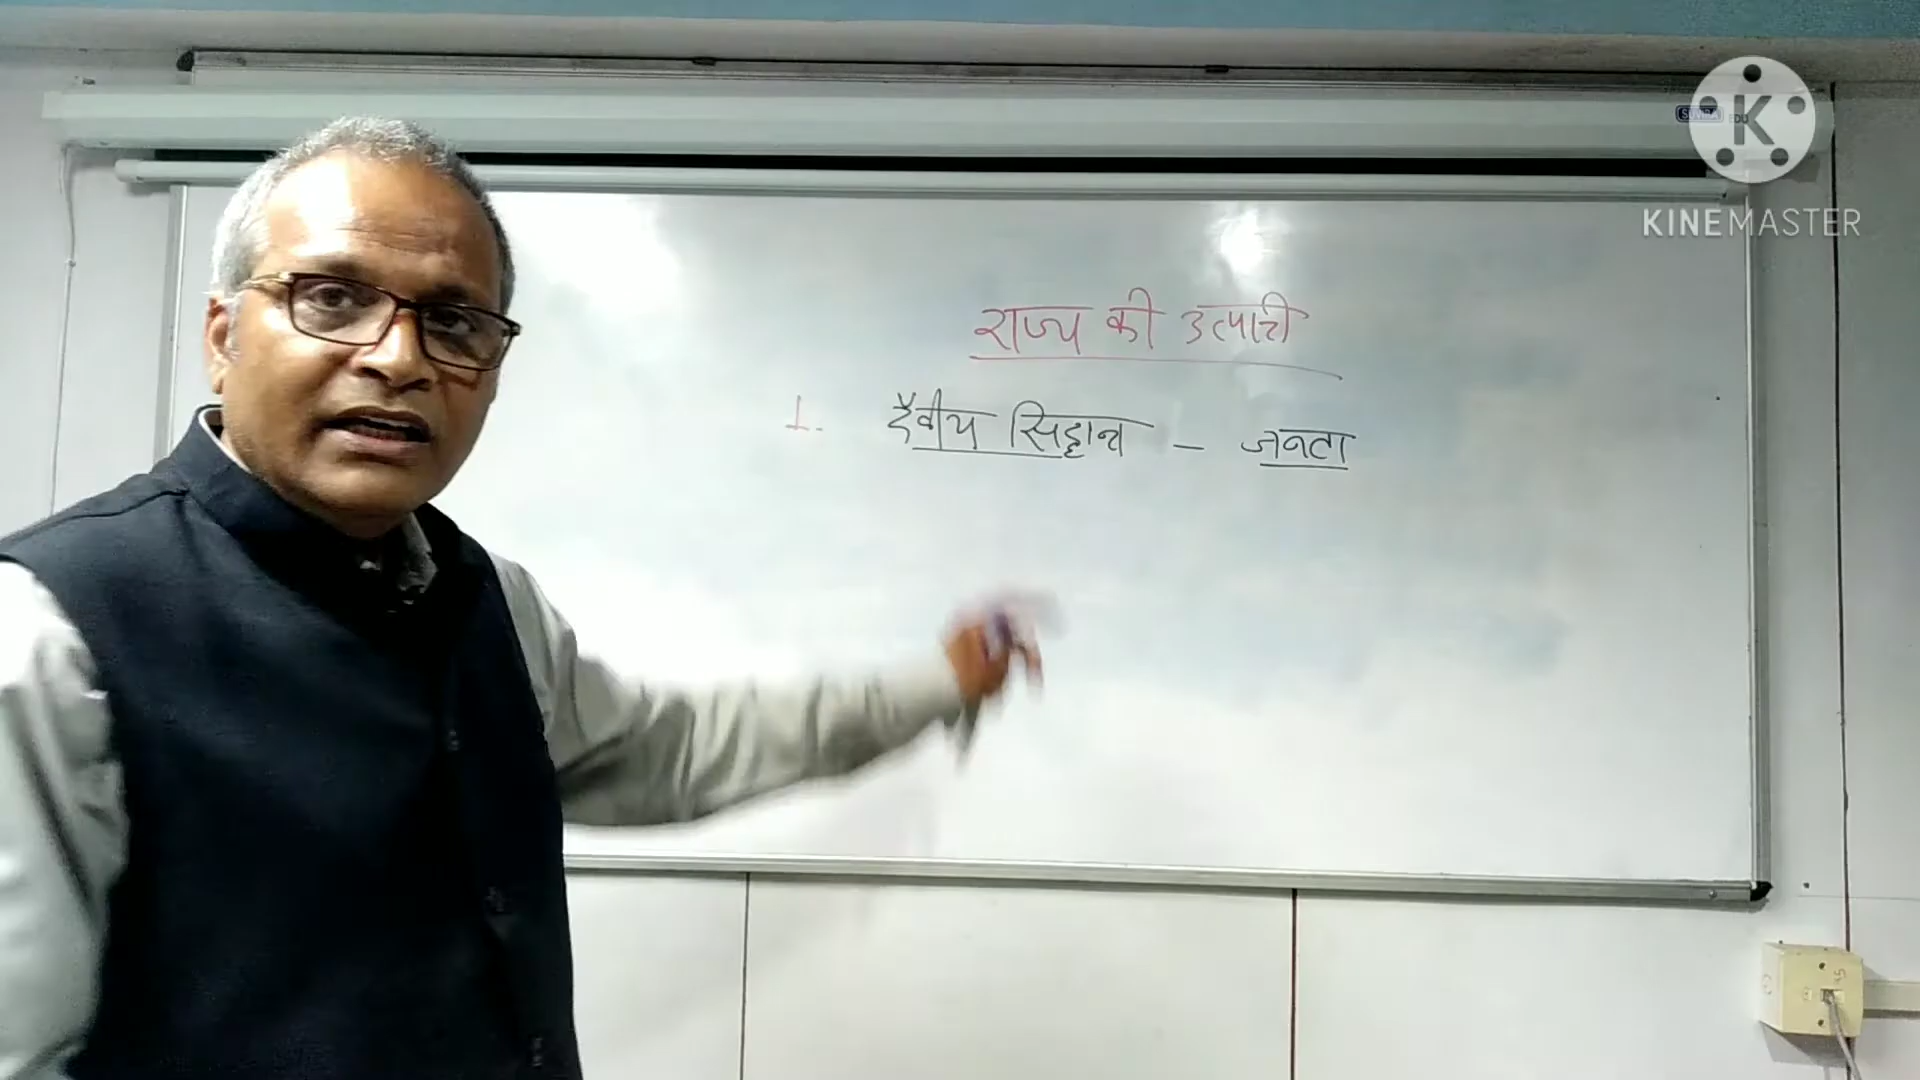 KINEMASTER
राज्य की उत्पत्ती
1. दैवीय सिद्धान्त - जनता